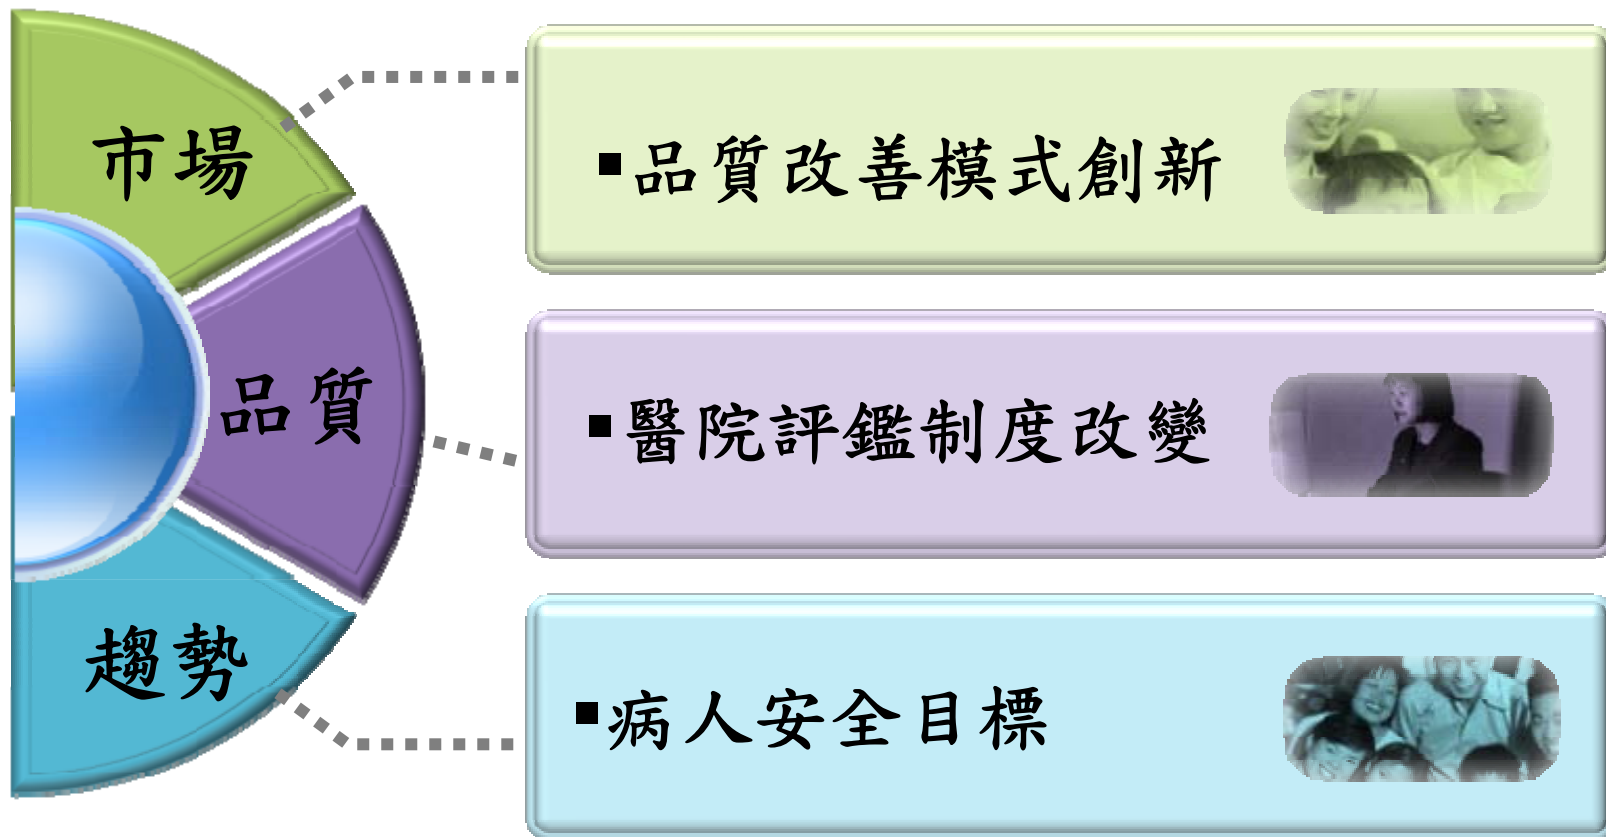 市場
▪品質改善模式創新
品質
▪醫院評鑑制度改變
趨勢
▪病人安全目標